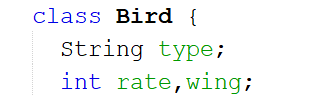 class Bird {
String type;
int rate,wing;